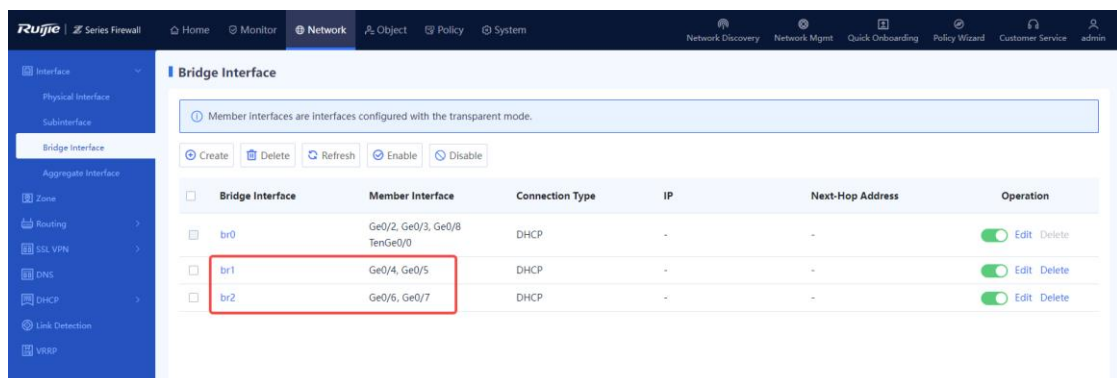 Ruijie | Z Series Firewall
Home Monitor Network Object Policy System
Network Discovery Network Mgmt Quick Onboarding Policy Wizard Customer Service admin
Interface
Physical Interface
Subinterface
Bridge Interface
Aggregate Interface
Zone
Routing
SSL VPN
DNS
DHCP
Link Detection
VRRP
Bridge Interface
Member interfaces are interfaces configured with the transparent mode.
Create Delete Refresh Enable Disable
Bridge Interface Member Interface Connection Type IP Next-Hop Address Operation
br0 Ge0/2, Ge0/3, Ge0/8 DHCP - - Edit Delete
TenGe0/0
br1 Ge0/4, Ge0/5 DHCP - - Edit Delete
br2 Ge0/6, Ge0/7 DHCP - - Edit Delete